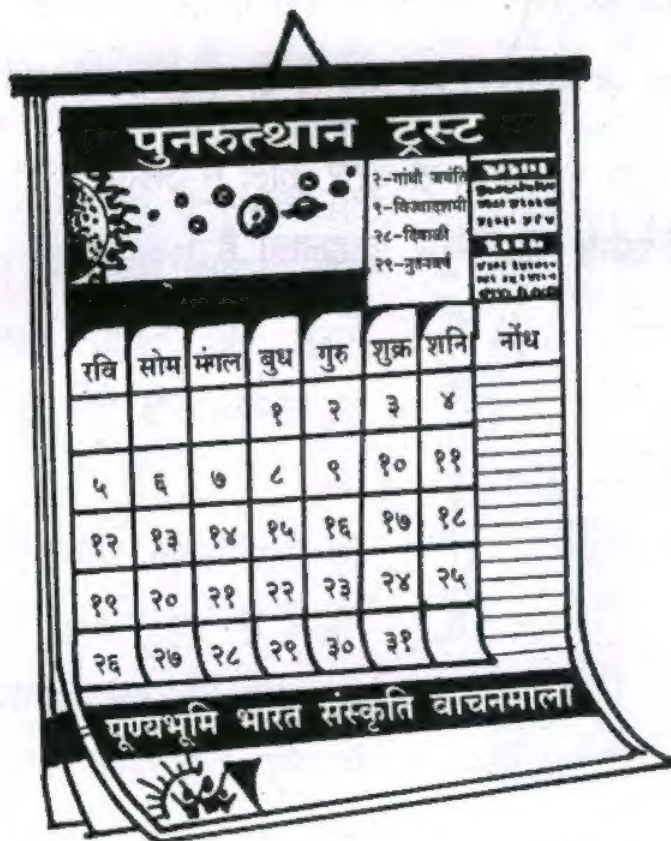 पुनरुत्थान ट्रस्ट
२-गांधी जयंति
९-विजयादशमी
२८-दिवाळी
२९-नुतनवर्ष
रवि सोम मंगल बुध गुरु शुक्र शनि नोंध
१ २ ३ ४
५ ६ ७ ८ ९ १० ११
१२ १३ १४ १५ १६ १७ १८
१९ २० २१ २२ २३ २४ २५
२६ २७ २८ २९ ३० ३१
पूण्यभूमि भारत संस्कृति वाचनमाला